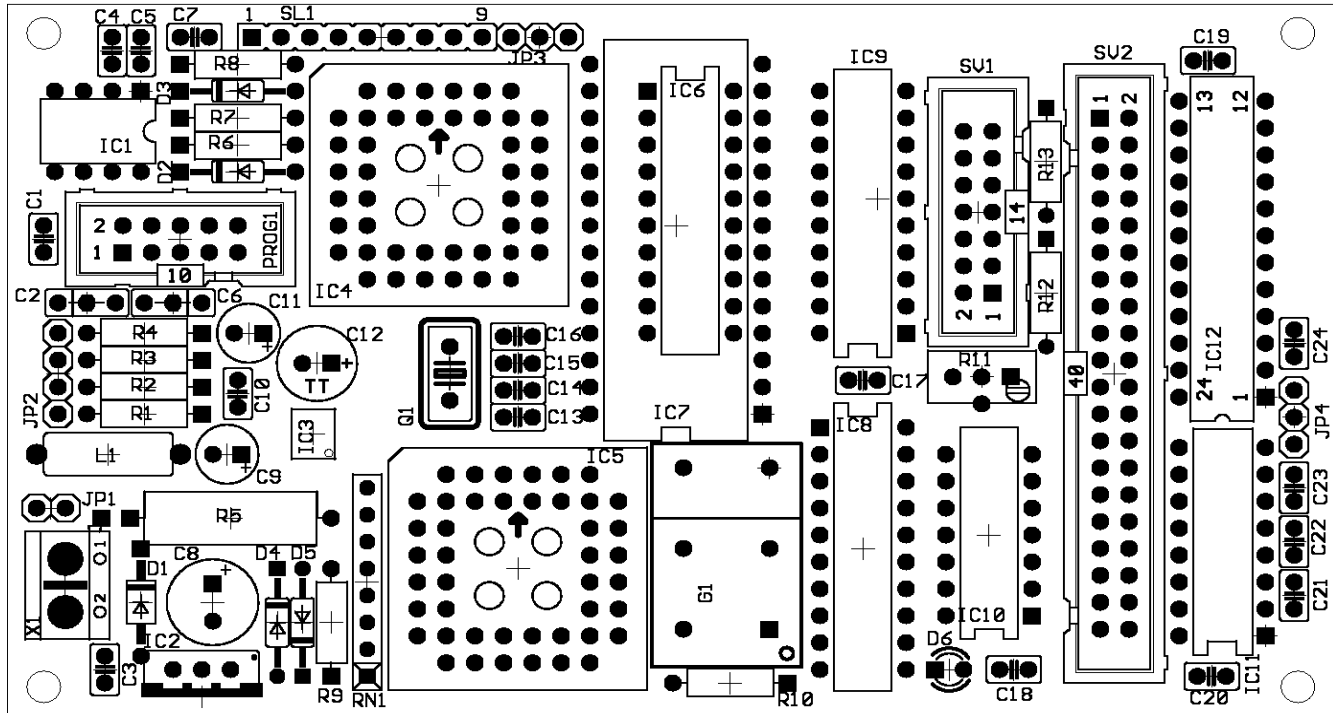 C4 C5 C7 1 SL1 9
JP3
C19
R8
IC9
SV1
SV2
D3
IC6
1 2
13 12
R7
IC1
R6
D2
R13
C1
2
1
PROG1
14
10
IC4
R12
2 1
C2 C6 C11
R4
C12
C16
IC12
C24
R3
C15
R11
TT
R2
C10
C14
C17
40
24 1
JP2
R1
Q1
C13
IC7
JP4
IC3
IC8
L1
C9
IC5
C23
JP1
R5
O1
C8
D4 D5
C22
D1
G1
C21
O2
X1
IC10
IC2
D6
C3
R9
RN1
R10
C18
C20
IC11